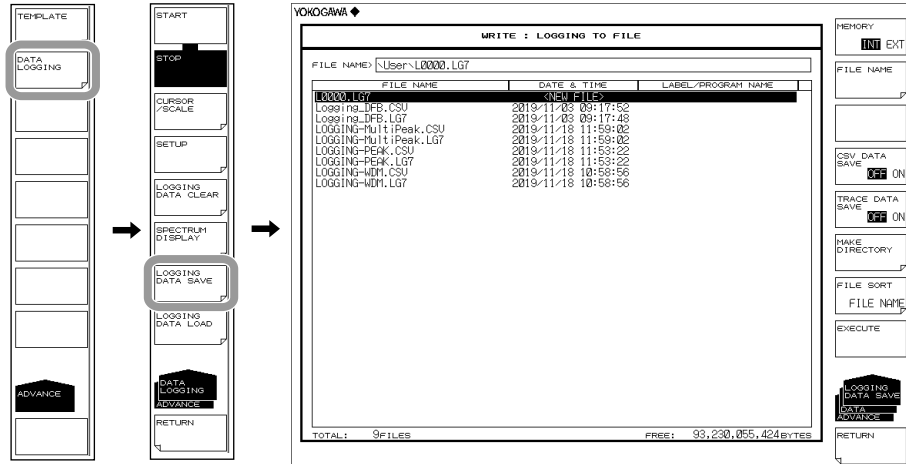 TEMPLATE
DATA
LOGGING
ADVANCE
START
STOP
CURSOR
/SCALE
SETUP
LOGGING
DATA CLEAR
SPECTRUM
DISPLAY
LOGGING
DATA SAVE
LOGGING
DATA LOAD
DATA
LOGGING
ADVANCE
RETURN
YOKOGAWA
WRITE : LOGGING TO FILE
FILE NAME> \User\L0000.LG7
FILE NAME DATE & TIME LABEL/PROGRAM NAME
L0000.LG7 <NEW FILE>
Logging_DFB.CSV 2019/11/03 09:17:52
Logging_DFB.LG7 2019/11/03 09:17:48
LOGGING-MultiPeak.CSV 2019/11/18 11:59:02
LOGGING-MultiPeak.LG7 2019/11/18 11:59:02
LOGGING-PEAK.CSV 2019/11/18 11:53:22
LOGGING-PEAK.LG7 2019/11/18 11:53:22
LOGGING-WDM.CSV 2019/11/18 10:58:56
LOGGING-WDM.LG7 2019/11/18 10:58:56
TOTAL: 9FILES FREE: 93,230,055,424 BYTES
MEMORY
INT EXT
FILE NAME
CSV DATA
SAVE
OFF ON
TRACE DATA
SAVE
OFF ON
MAKE
DIRECTORY
FILE SORT
FILE NAME
EXECUTE
LOGGING
DATA SAVE
DATA
ADVANCE
RETURN